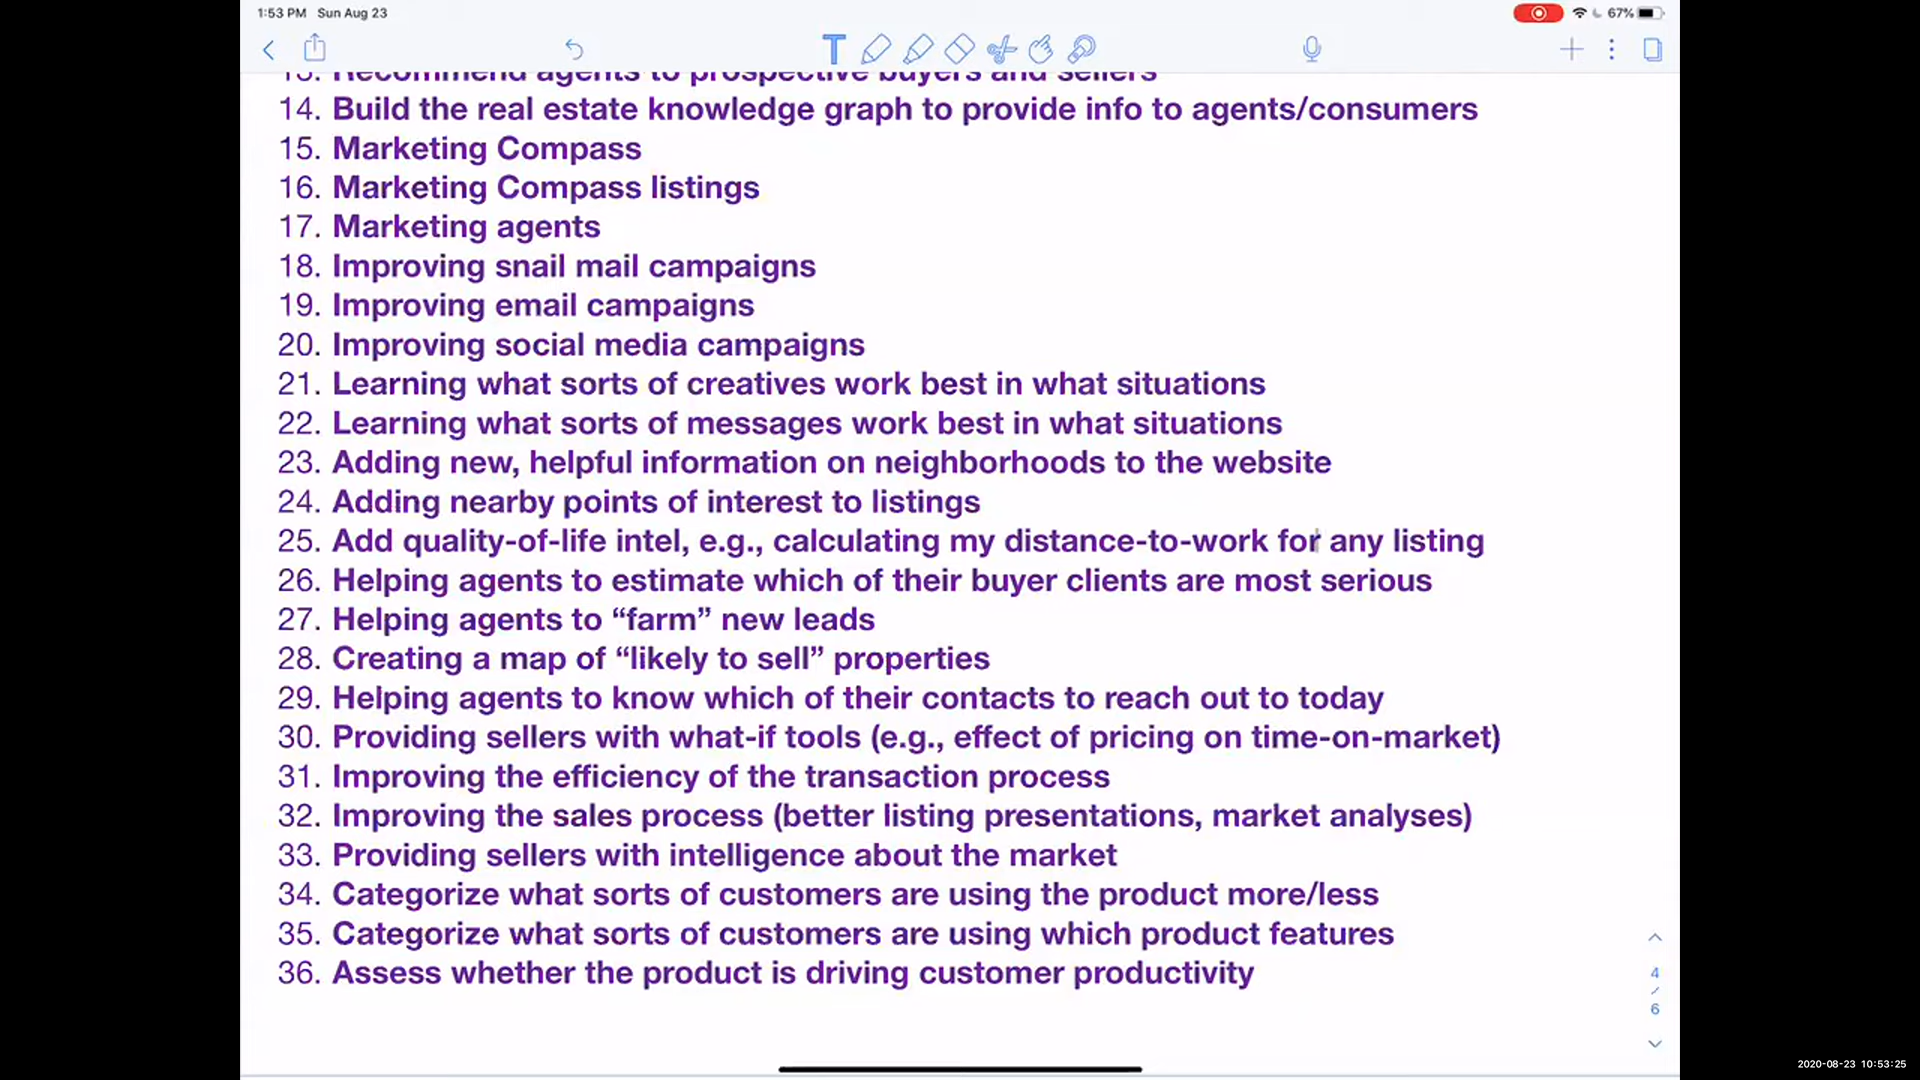 1:53 PM Sun Aug 23
67%
13. Recommend agents to prospective buyers and sellers
14. Build the real estate knowledge graph to provide info to agents/consumers
15. Marketing Compass
16. Marketing Compass listings
17. Marketing agents
18. Improving snail mail campaigns
19. Improving email campaigns
20. Improving social media campaigns
21. Learning what sorts of creatives work best in what situations
22. Learning what sorts of messages work best in what situations
23. Adding new, helpful information on neighborhoods to the website
24. Adding nearby points of interest to listings
25. Add quality-of-life intel, e.g., calculating my distance-to-work for any listing
26. Helping agents to estimate which of their buyer clients are most serious
27. Helping agents to “farm” new leads
28. Creating a map of “likely to sell” properties
29. Helping agents to know which of their contacts to reach out to today
30. Providing sellers with what-if tools (e.g., effect of pricing on time-on-market)
31. Improving the efficiency of the transaction process
32. Improving the sales process (better listing presentations, market analyses)
33. Providing sellers with intelligence about the market
34. Categorize what sorts of customers are using the product more/less
35. Categorize what sorts of customers are using which product features
36. Assess whether the product is driving customer productivity
4
/
6
2020-08-23 10:53:25